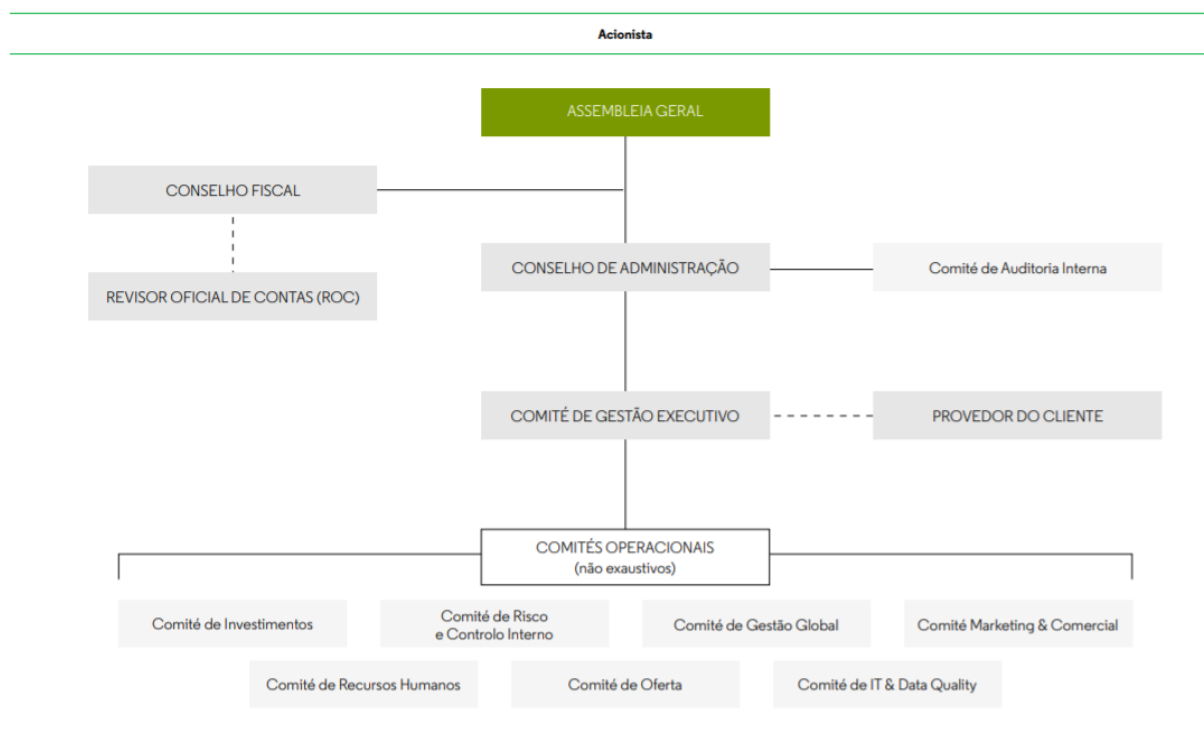 Acionista
ASSEMBLEIA GERAL
CONSELHO FISCAL
CONSELHO DE ADMINISTRAÇÃO
Comité de Auditoria Interna
REVISOR OFICIAL DE CONTAS (ROC)
COMITÉ DE GESTÃO EXECUTIVO
PROVEDOR DO CLIENTE
COMITÉS OPERACIONAIS
(não exaustivos)
Comité de Investimentos
Comité de Risco
e Controlo Interno
Comité de Gestão Global
Comité Marketing & Comercial
Comité de Recursos Humanos
Comité de Oferta
Comité de IT & Data Quality